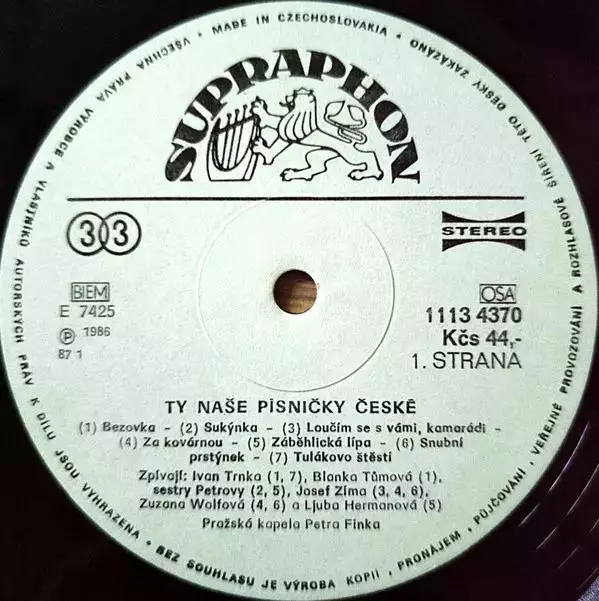 MADE IN CZECHOSLOVAKIA • VŠECHNA PRÁVA VÝROBCE A VLASTNÍKŮ AUTORSKÝCH PRÁV K DÍLU JSOU VYHRAZENA • BEZ SOUHLASU JE VÝROBA KOPIÍ, PRONÁJEM, PŮJČOVÁNÍ, VEŘEJNÉ PROVOZOVÁNÍ A ROZHLASOVÉ ŠÍŘENÍ TÉTO DESKY ZAKÁZÁNO •
SUPRAPHON
33
STEREO
BIEM
E 7425
Ⓟ 1986
87 1
OSA
1113 4370
Kčs 44,-
1. STRANA
TY NAŠE PÍSNIČKY ČESKÉ
(1) Bezovka - (2) Sukýnka - (3) Loučím se s vámi, kamarádi -
(4) Za kovárnou - (5) Záběhlická lípa - (6) Snubní
prstýnek - (7) Tulákovo štěstí
Zpívají: Ivan Trnka (1, 7), Blanka Tůmová (1),
sestry Petrovy (2, 5), Josef Zíma (3, 4, 6),
Zuzana Wolfová (4, 6) a Ljuba Hermanová (5)
Pražská kapela Petra Finka